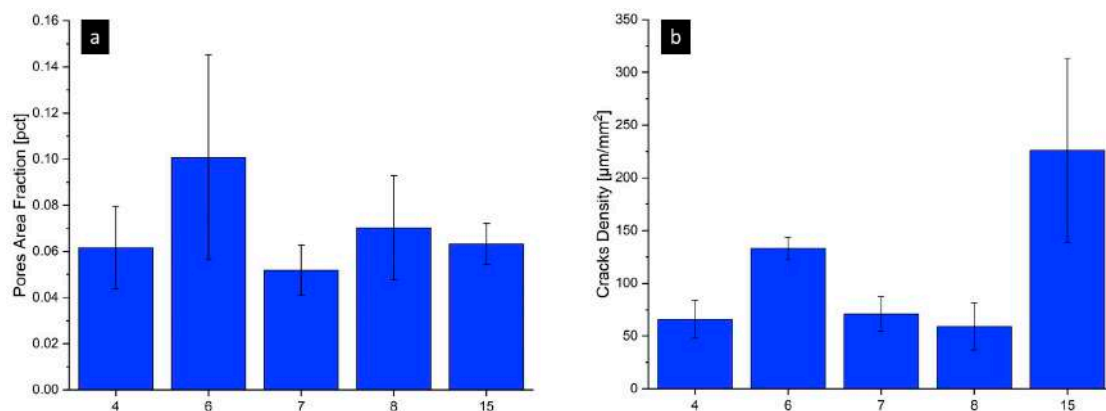 a
Pores Area Fraction [pct]
0.16
0.14
0.12
0.10
0.08
0.06
0.04
0.02
0.00
4 6 7 8 15
b
Cracks Density [µm/mm²]
350
300
250
200
150
100
50
0
4 6 7 8 15